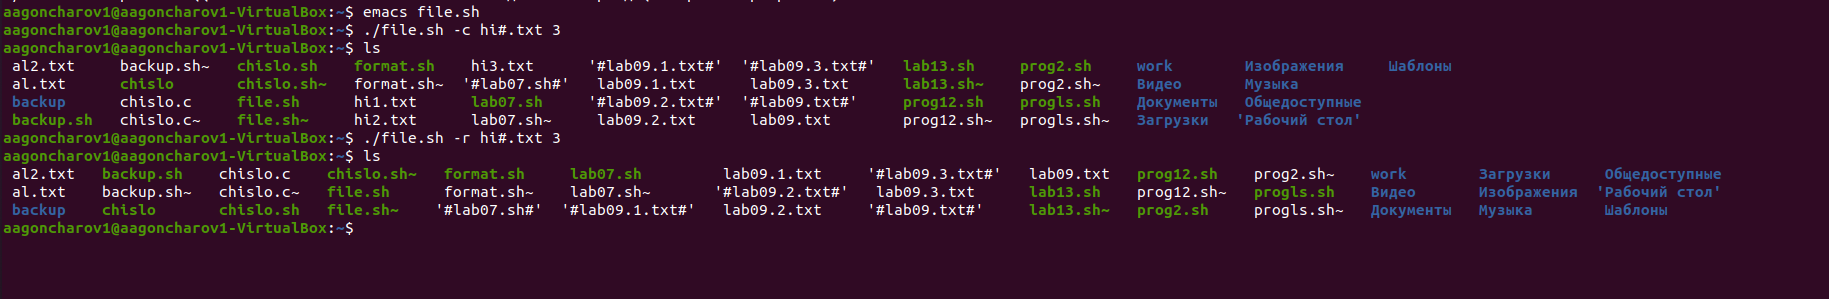 aagoncharov1@aagoncharov1-VirtualBox:~$ emacs file.sh
aagoncharov1@aagoncharov1-VirtualBox:~$ ./file.sh -c hi#.txt 3
aagoncharov1@aagoncharov1-VirtualBox:~$ ls
al2.txt backup.sh~ chislo.sh format.sh hi3.txt '#lab09.1.txt#' '#lab09.3.txt#' lab13.sh prog2.sh work Изображения Шаблоны
al.txt chislo chislo.sh~ format.sh~ '#lab07.sh#' lab09.1.txt lab09.3.txt lab13.sh~ prog2.sh~ Видео Музыка
backup chislo.c file.sh hi1.txt lab07.sh '#lab09.2.txt#' '#lab09.txt#' prog12.sh progls.sh Документы Общедоступные
backup.sh chislo.c~ file.sh~ hi2.txt lab07.sh~ lab09.2.txt lab09.txt prog12.sh~ progls.sh~ Загрузки 'Рабочий стол'
aagoncharov1@aagoncharov1-VirtualBox:~$ ./file.sh -r hi#.txt 3
aagoncharov1@aagoncharov1-VirtualBox:~$ ls
al2.txt backup.sh chislo.c chislo.sh~ format.sh lab07.sh lab09.1.txt '#lab09.3.txt#' lab09.txt prog12.sh prog2.sh~ work Загрузки Общедоступные
al.txt backup.sh~ chislo.c~ file.sh format.sh~ lab07.sh~ '#lab09.2.txt#' lab09.3.txt lab13.sh prog12.sh~ progls.sh Видео Изображения 'Рабочий стол'
backup chislo chislo.sh file.sh~ '#lab07.sh#' '#lab09.1.txt#' lab09.2.txt '#lab09.txt#' lab13.sh~ prog2.sh progls.sh~ Документы Музыка Шаблоны
aagoncharov1@aagoncharov1-VirtualBox:~$